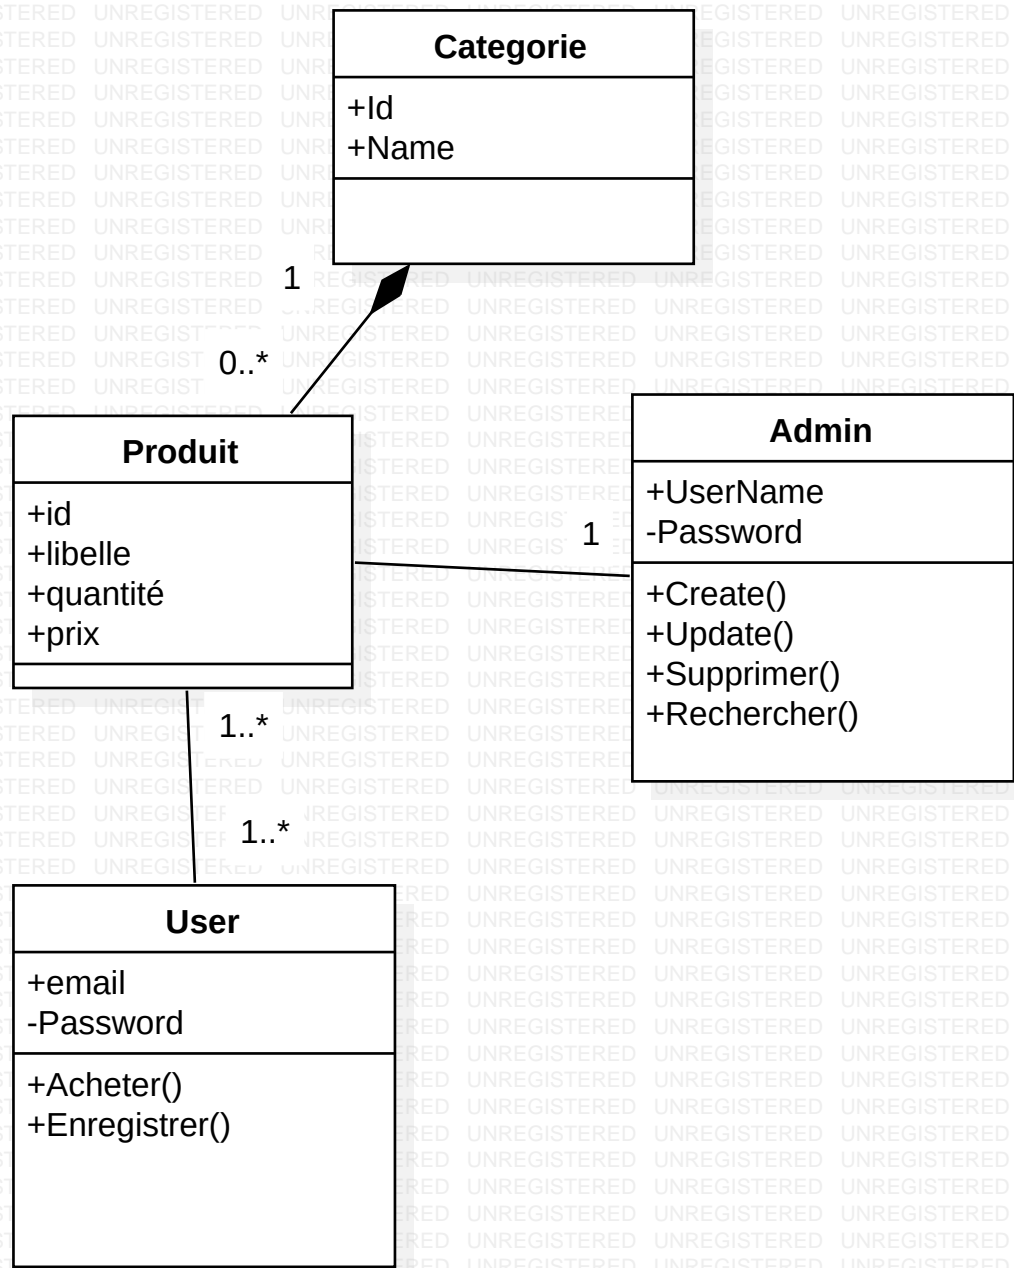 Categorie
+Id
+Name
1
0..*
Produit
+id
+libelle
+quantité
+prix
1
Admin
+UserName
-Password
+Create()
+Update()
+Supprimer()
+Rechercher()
1..*
1..*
User
+email
-Password
+Acheter()
+Enregistrer()
UNREGISTERED